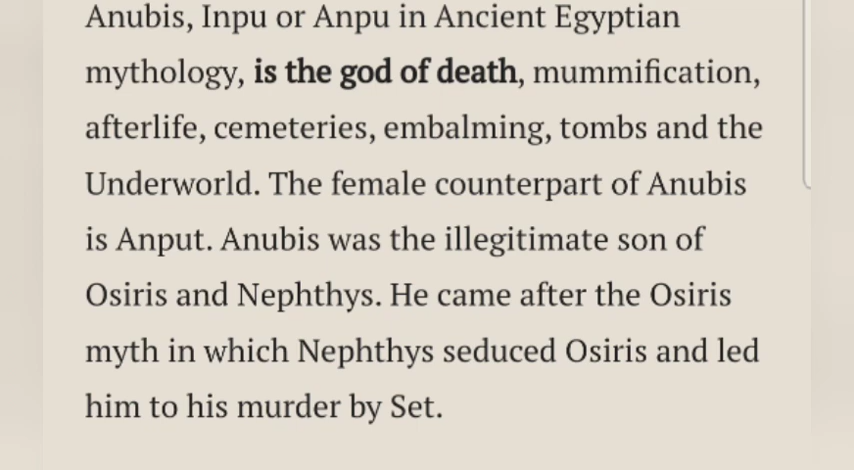 Anubis, Inpu or Anpu in Ancient Egyptian
mythology, is the god of death, mummification,
afterlife, cemeteries, embalming, tombs and the
Underworld. The female counterpart of Anubis
is Anput. Anubis was the illegitimate son of
Osiris and Nephthys. He came after the Osiris
myth in which Nephthys seduced Osiris and led
him to his murder by Set.